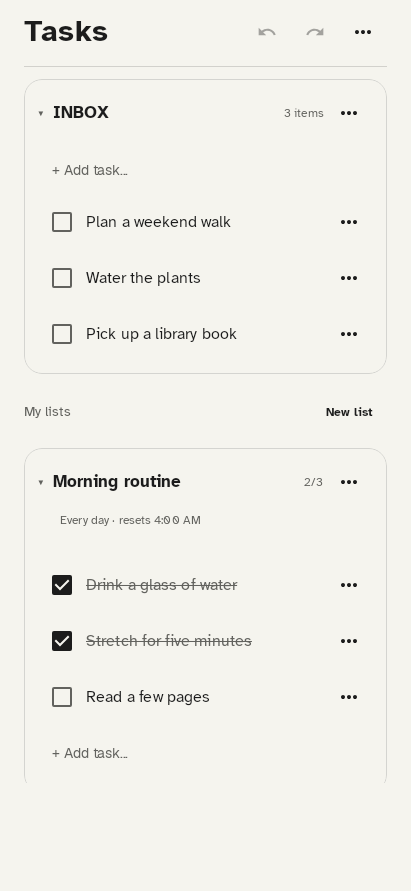 Tasks
INBOX
3 items
+ Add task...
Plan a weekend walk
Water the plants
Pick up a library book
My lists
New list
Morning routine
2/3
Every day · resets 4:00 AM
Drink a glass of water
Stretch for five minutes
Read a few pages
+ Add task...